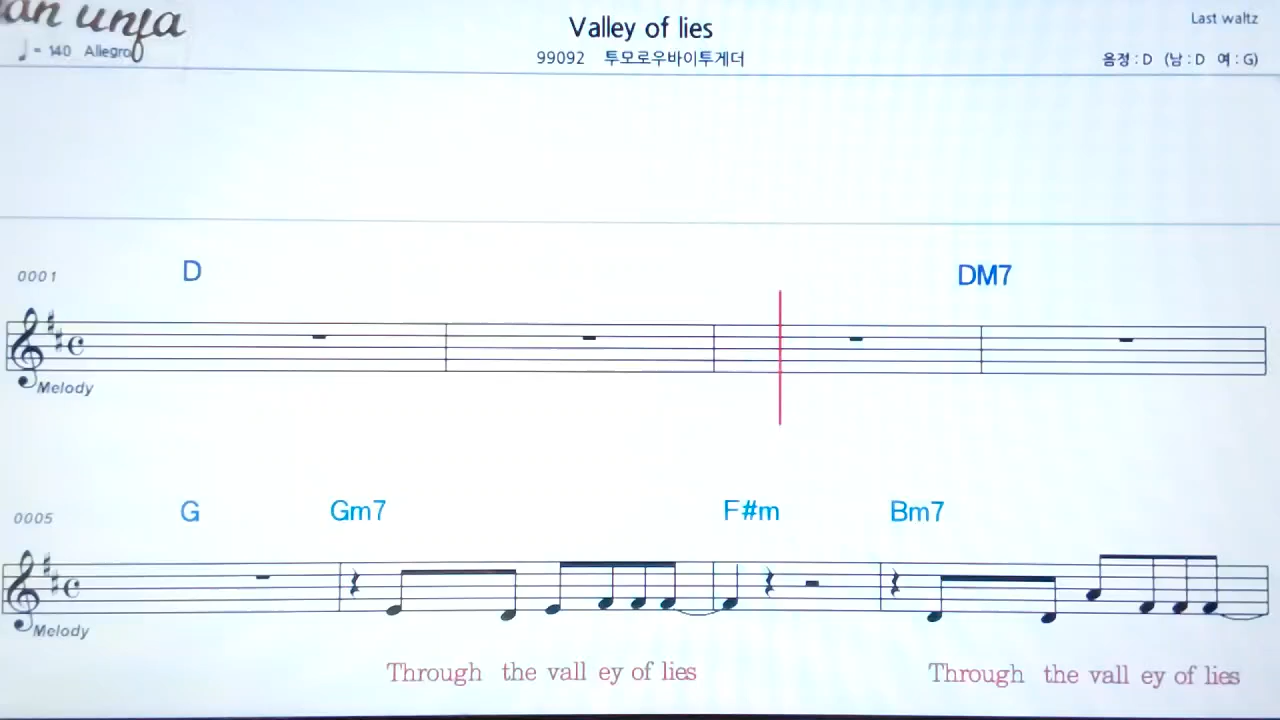 Valley of lies
Last waltz
♩= 140 Allegro
99092 투모로우바이투게더
음정 : D (남 : D 여 : G)
0001 D DM7
Melody
0005 G Gm7 F#m Bm7
Melody
Through the vall ey of lies Through the vall ey of lies